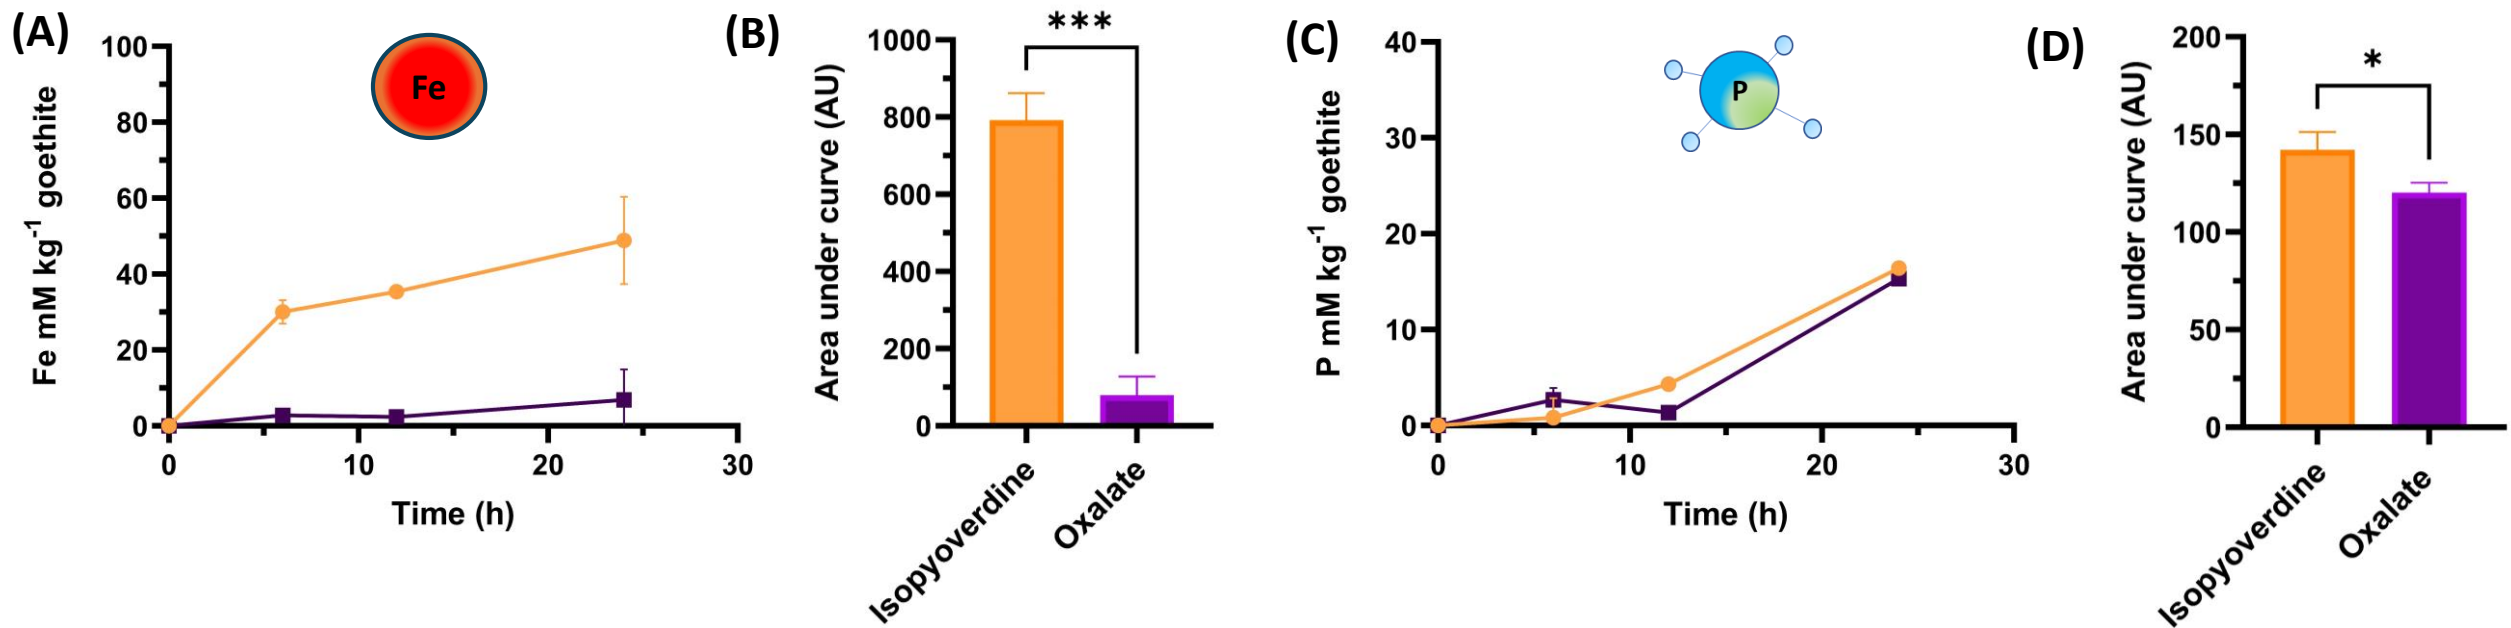 (A)
Fe mM kg-1 goethite
100
80
60
40
20
0
Fe
0 10 20 30
Time (h)
(B)
Area under curve (AU)
1000
800
600
400
200
0
***
Isopyoverdine
Oxalate
(C)
P mM kg-1 goethite
40
30
20
10
0
P
0 10 20 30
Time (h)
(D)
Area under curve (AU)
200
150
100
50
0
*
Isopyoverdine
Oxalate